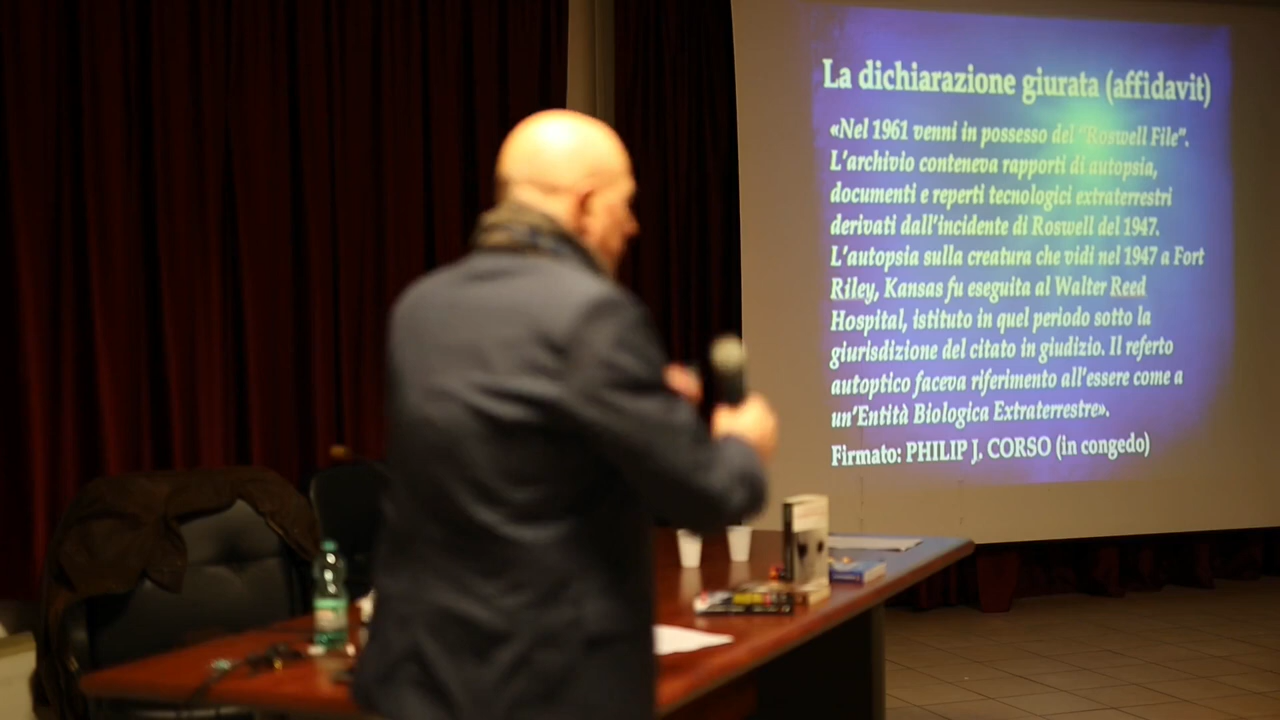 La dichiarazione giurata (affidavit)
«Nel 1961 venni in possesso del "Roswell File".
L'archivio conteneva rapporti di autopsia,
documenti e reperti tecnologici extraterrestri
derivati dall'incidente di Roswell del 1947.
L'autopsia sulla creatura che vidi nel 1947 a Fort
Riley, Kansas fu eseguita al Walter Reed
Hospital, istituto in quel periodo sotto la
giurisdizione del citato in giudizio. Il referto
autoptico faceva riferimento all'essere come a
un'Entità Biologica Extraterrestre».
Firmato: PHILIP J. CORSO (in congedo)